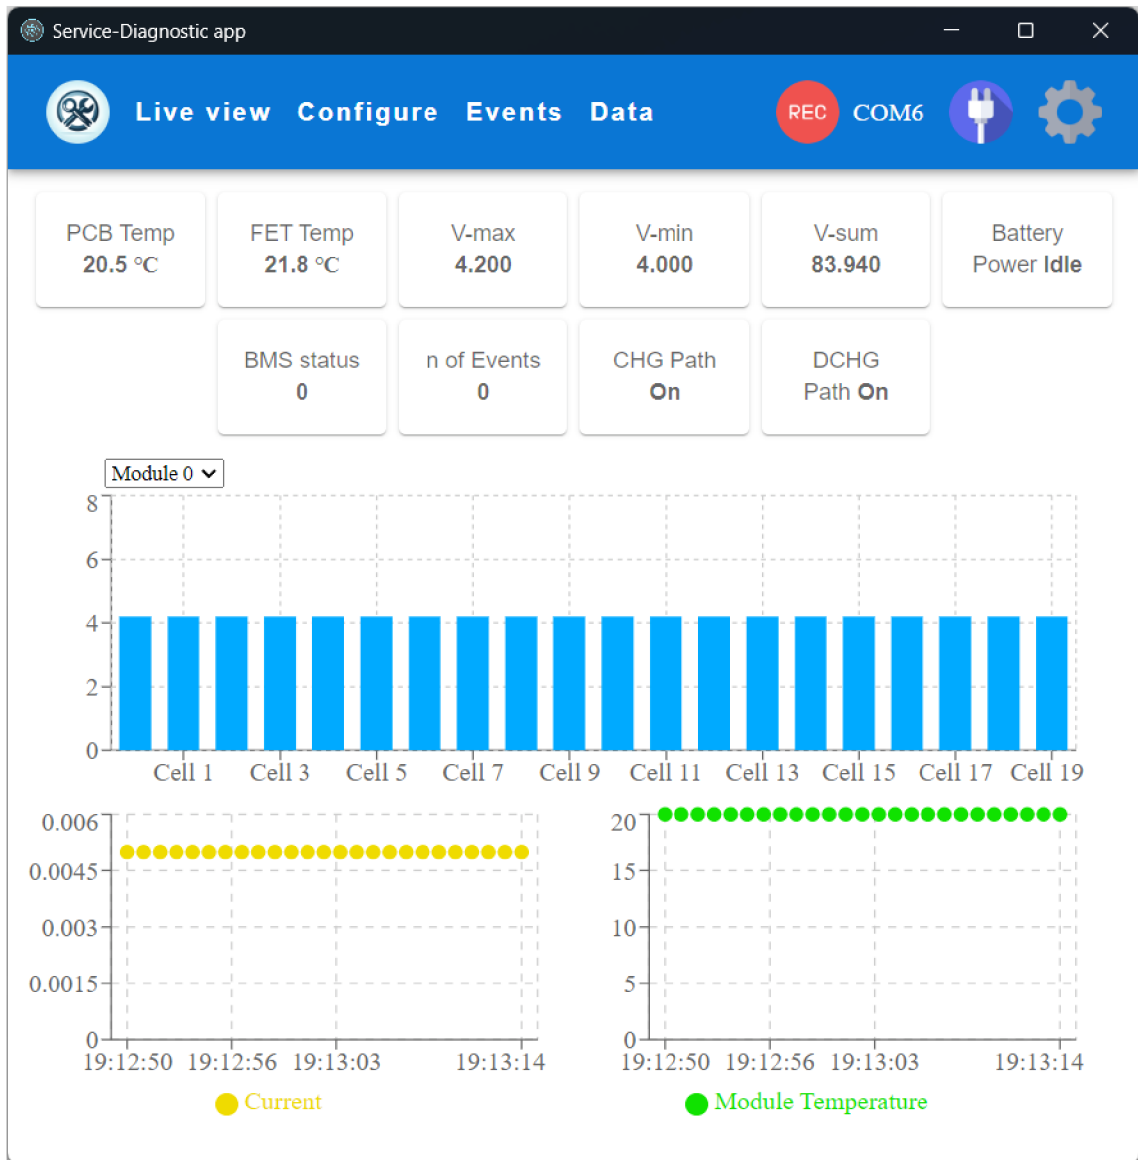 Service-Diagnostic app
Live view Configure Events Data REC COM6
PCB Temp
20.5 °C
FET Temp
21.8 °C
V-max
4.200
V-min
4.000
V-sum
83.940
Battery
Power Idle
BMS status
0
n of Events
0
CHG Path
On
DCHG
Path On
Module 0
8
6
4
2
0
Cell 1 Cell 3 Cell 5 Cell 7 Cell 9 Cell 11 Cell 13 Cell 15 Cell 17 Cell 19
0.006
0.0045
0.003
0.0015
0
19:12:50 19:12:56 19:13:03 19:13:14
Current
20
15
10
5
0
19:12:50 19:12:56 19:13:03 19:13:14
Module Temperature